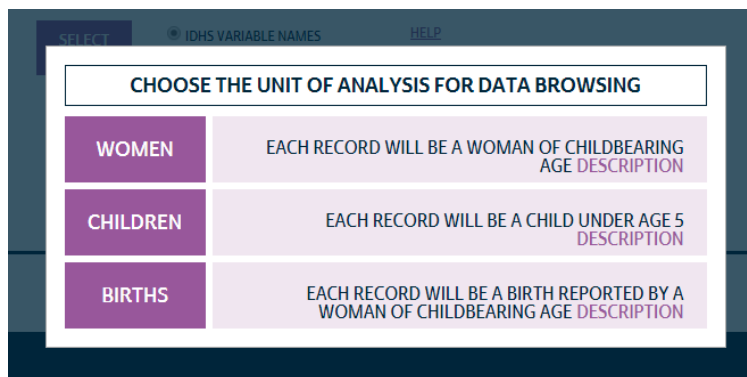 SELECT
IDHS VARIABLE NAMES
HELP
CHOOSE THE UNIT OF ANALYSIS FOR DATA BROWSING
WOMEN
EACH RECORD WILL BE A WOMAN OF CHILDBEARING
AGE DESCRIPTION
CHILDREN
EACH RECORD WILL BE A CHILD UNDER AGE 5
DESCRIPTION
BIRTHS
EACH RECORD WILL BE A BIRTH REPORTED BY A
WOMAN OF CHILDBEARING AGE DESCRIPTION